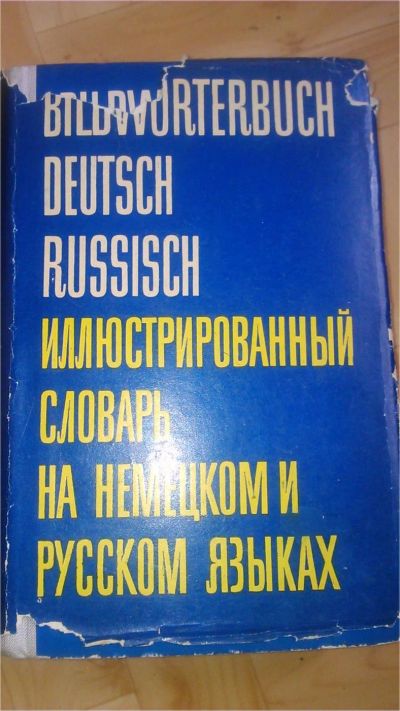 BILDWÖRTERBUCH
DEUTSCH
RUSSISCH
ИЛЛЮСТРИРОВАННЫЙ
СЛОВАРЬ
НА НЕМЕЦКОМ И
РУССКОМ ЯЗЫКАХ